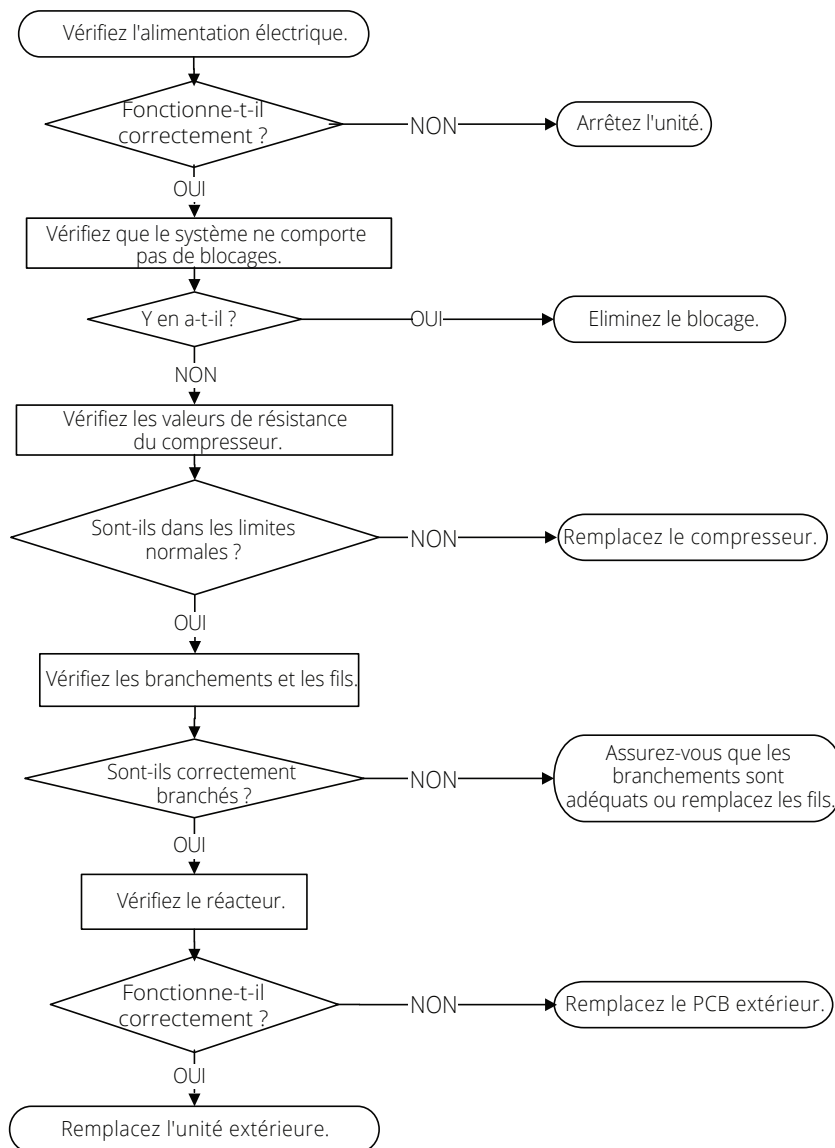 Vérifiez l'alimentation électrique.
Fonctionne-t-il
correctement ?
NON
Arrêtez l'unité.
OUI
Vérifiez que le système ne comporte
pas de blocages.
Y en a-t-il ?
OUI
Eliminez le blocage.
NON
Vérifiez les valeurs de résistance
du compresseur.
Sont-ils dans les limites
normales ?
NON
Remplacez le compresseur.
OUI
Vérifiez les branchements et les fils.
Sont-ils correctement
branchés ?
NON
Assurez-vous que les
branchements sont
adéquats ou remplacez les fils.
OUI
Vérifiez le réacteur.
Fonctionne-t-il
correctement ?
NON
Remplacez le PCB extérieur.
OUI
Remplacez l'unité extérieure.